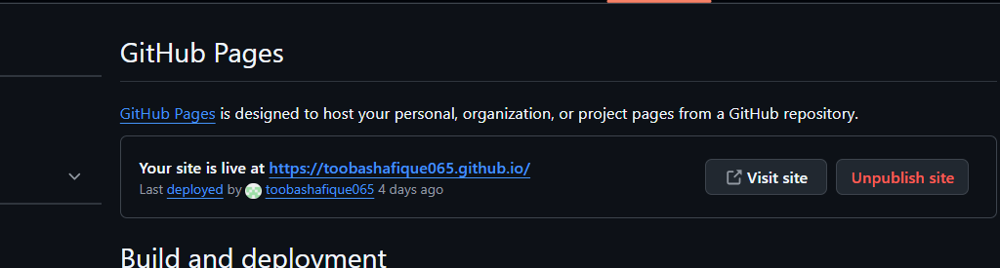 GitHub Pages
GitHub Pages is designed to host your personal, organization, or project pages from a GitHub repository.
Your site is live at https://toobashafique065.github.io/
Last deployed by toobashafique065 4 days ago
Visit site
Unpublish site
Build and deployment